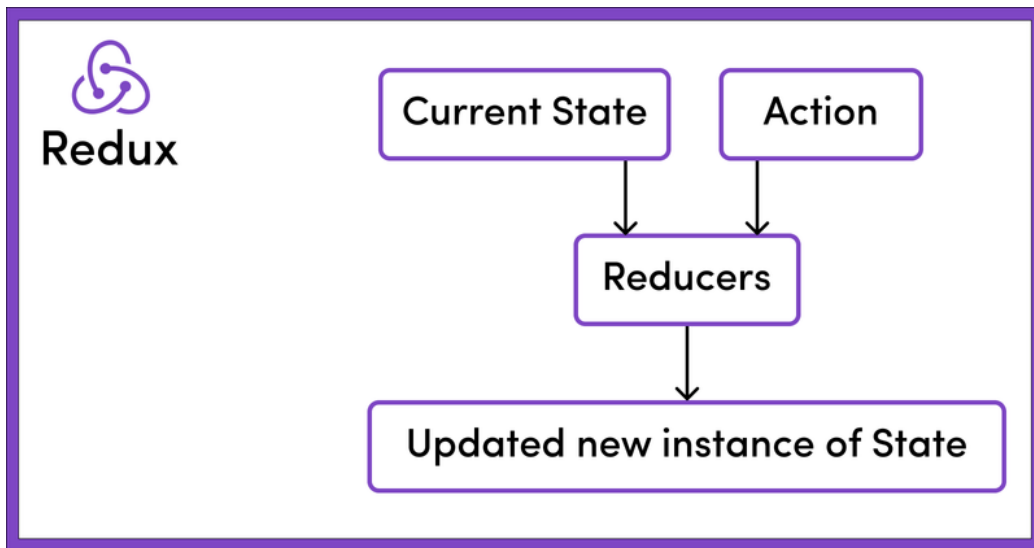 Redux
Current State
Action
Reducers
Updated new instance of State